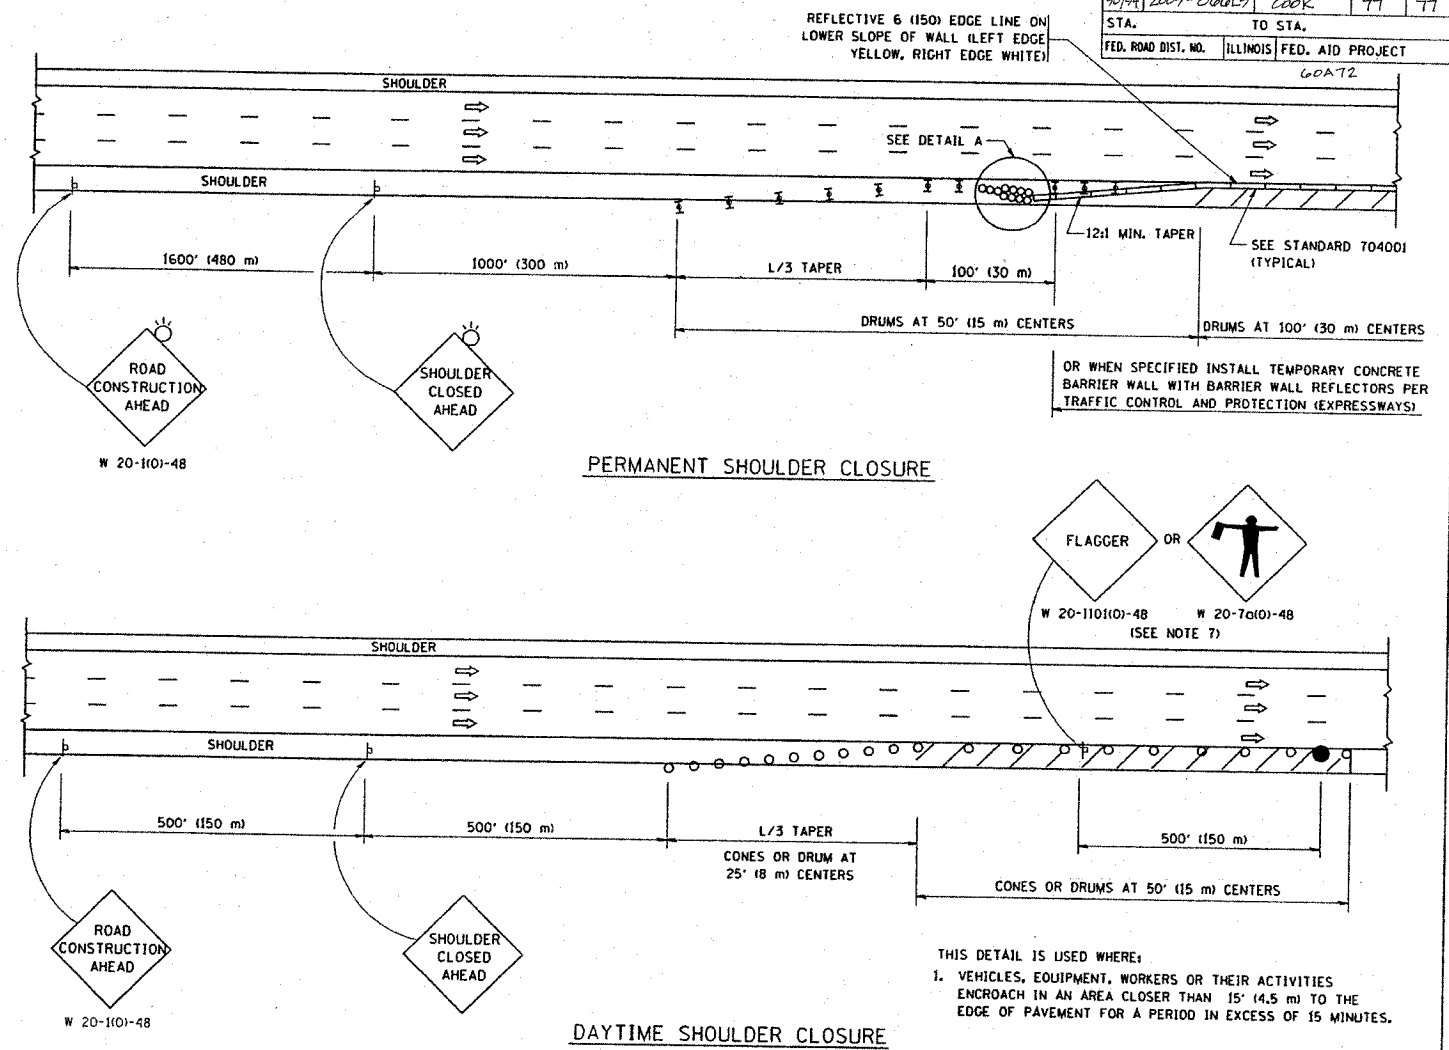 COOK 77 77
STA. TO STA.
FED. ROAD DIST. NO. ILLINOIS FED. AID PROJECT
60A72
REFLECTIVE 6 (150) EDGE LINE ON
LOWER SLOPE OF WALL (LEFT EDGE
YELLOW, RIGHT EDGE WHITE)
SHOULDER
SEE DETAIL A
SHOULDER
12:1 MIN. TAPER
SEE STANDARD 704001
(TYPICAL)
1600' (480 m)
1000' (300 m)
L/3 TAPER
100' (30 m)
DRUMS AT 50' (15 m) CENTERS
DRUMS AT 100' (30 m) CENTERS
OR WHEN SPECIFIED INSTALL TEMPORARY CONCRETE
BARRIER WALL WITH BARRIER WALL REFLECTORS PER
TRAFFIC CONTROL AND PROTECTION (EXPRESSWAYS)
ROAD
CONSTRUCTION
AHEAD
W 20-1(O)-48
SHOULDER
CLOSED
AHEAD
PERMANENT SHOULDER CLOSURE
FLAGGER
OR
W 20-1101(O)-48
W 20-7a(O)-48
(SEE NOTE 7)
SHOULDER
SHOULDER
500' (150 m)
500' (150 m)
L/3 TAPER
CONES OR DRUM AT
25' (8 m) CENTERS
500' (150 m)
CONES OR DRUMS AT 50' (15 m) CENTERS
ROAD
CONSTRUCTION
AHEAD
W 20-1(O)-48
SHOULDER
CLOSED
AHEAD
THIS DETAIL IS USED WHERE:
1. VEHICLES, EQUIPMENT, WORKERS OR THEIR ACTIVITIES
ENCROACH IN AN AREA CLOSER THAN 15' (4.5 m) TO THE
EDGE OF PAVEMENT FOR A PERIOD IN EXCESS OF 15 MINUTES.
DAYTIME SHOULDER CLOSURE